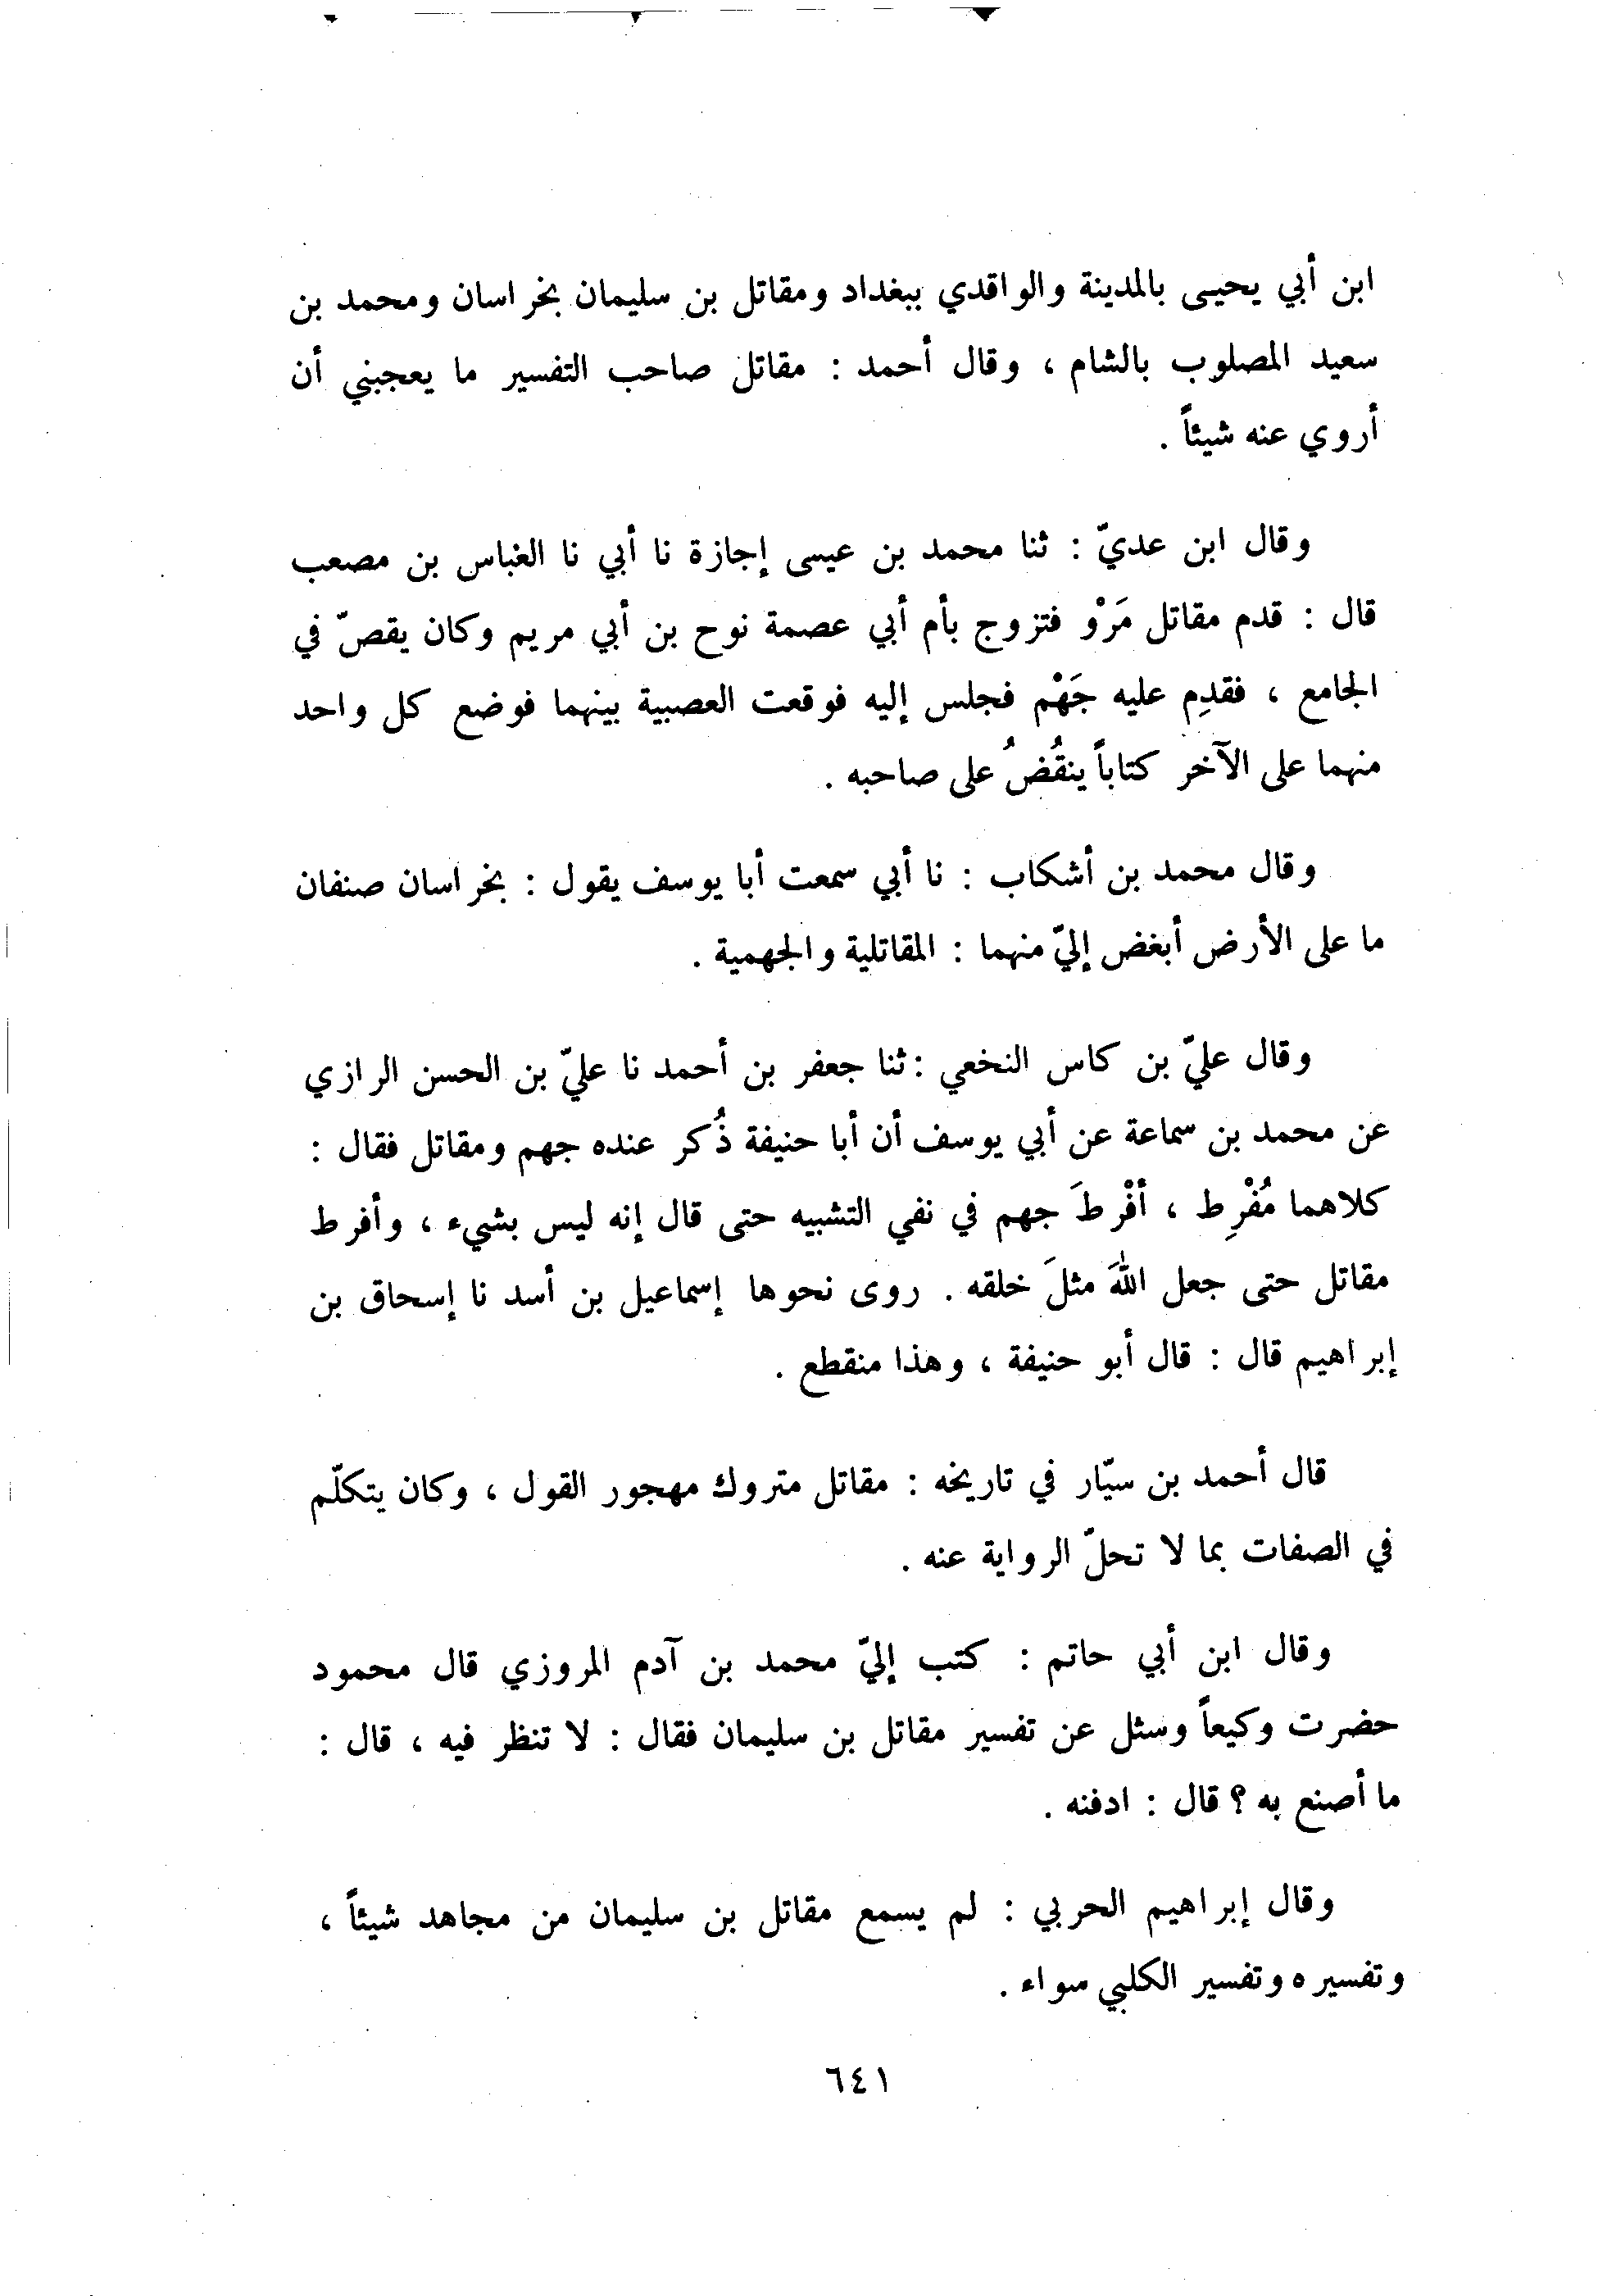 ابن أبي يحيى بالمدينة والواقدي ببغداد ومقاتل بن سليمان بخراسان ومحمد بن
سعيد المصلوب بالشام ، وقال أحمد : مقاتل صاحب التفسير ما يعجبني أن
أروي عنه شيئاً .
وقال ابن عديّ : ثنا محمد بن عيسى إجازة نا أبي نا العباس بن مصعب
قال : قدم مقاتل مَرْو فتزوج بأم أبي عصمة نوح بن أبي مريم وكان يقصّ في
الجامع ، فقدِم عليه جَهْم فجلس إليه فوقعت العصبية بينهما فوضع كل واحد
منهما على الآخر كتاباً ينقُضُ على صاحبه .
وقال محمد بن أشكاب : نا أبي سمعت أبا يوسف يقول : بخراسان صنفان
ما على الأرض أبغض إليّ منهما : المقاتلية والجهمية .
وقال عليّ بن كاس النخعي : ثنا جعفر بن أحمد نا عليّ بن الحسن الرازي
عن محمد بن سماعة عن أبي يوسف أن أبا حنيفة ذُكر عنده جهم ومقاتل فقال :
كلاهما مُفْرِط ، أفْرطَ جهم في نفي التشبيه حتى قال إنه ليس بشيء ، وأفرط
مقاتل حتى جعل اللهَ مثلَ خلقه . روى نحوها إسماعيل بن أسد نا إسحاق بن
إبراهيم قال : قال أبو حنيفة ، وهذا منقطع .
قال أحمد بن سيّار في تاريخه : مقاتل متروك مهجور القول ، وكان يتكلّم
في الصفات بما لا تحلّ الرواية عنه .
وقال ابن أبي حاتم : كتب إليّ محمد بن آدم المروزي قال محمود
حضرت وكيعاً وسئل عن تفسير مقاتل بن سليمان فقال : لا تنظر فيه ، قال :
ما أصنع به ؟ قال : ادفنه .
وقال إبراهيم الحربي : لم يسمع مقاتل بن سليمان من مجاهد شيئاً ،
وتفسيره وتفسير الكلبي سواء .
٦٤١